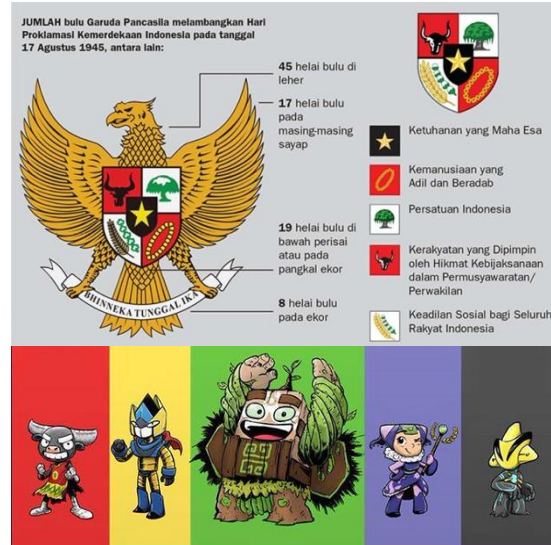 JUMLAH bulu Garuda Pancasila melambangkan Hari
Proklamasi Kemerdekaan Indonesia pada tanggal
17 Agustus 1945, antara lain:
45 helai bulu di
leher
17 helai bulu
pada
masing-masing
sayap
19 helai bulu di
bawah perisai
atau pada
pangkal ekor
8 helai bulu
pada ekor
BHINNEKA TUNGGAL IKA
Ketuhanan yang Maha Esa
Kemanusiaan yang
Adil dan Beradab
Persatuan Indonesia
Kerakyatan yang Dipimpin
oleh Hikmat Kebijaksanaan
dalam Permusyawaratan/
Perwakilan
Keadilan Sosial bagi Seluruh
Rakyat Indonesia